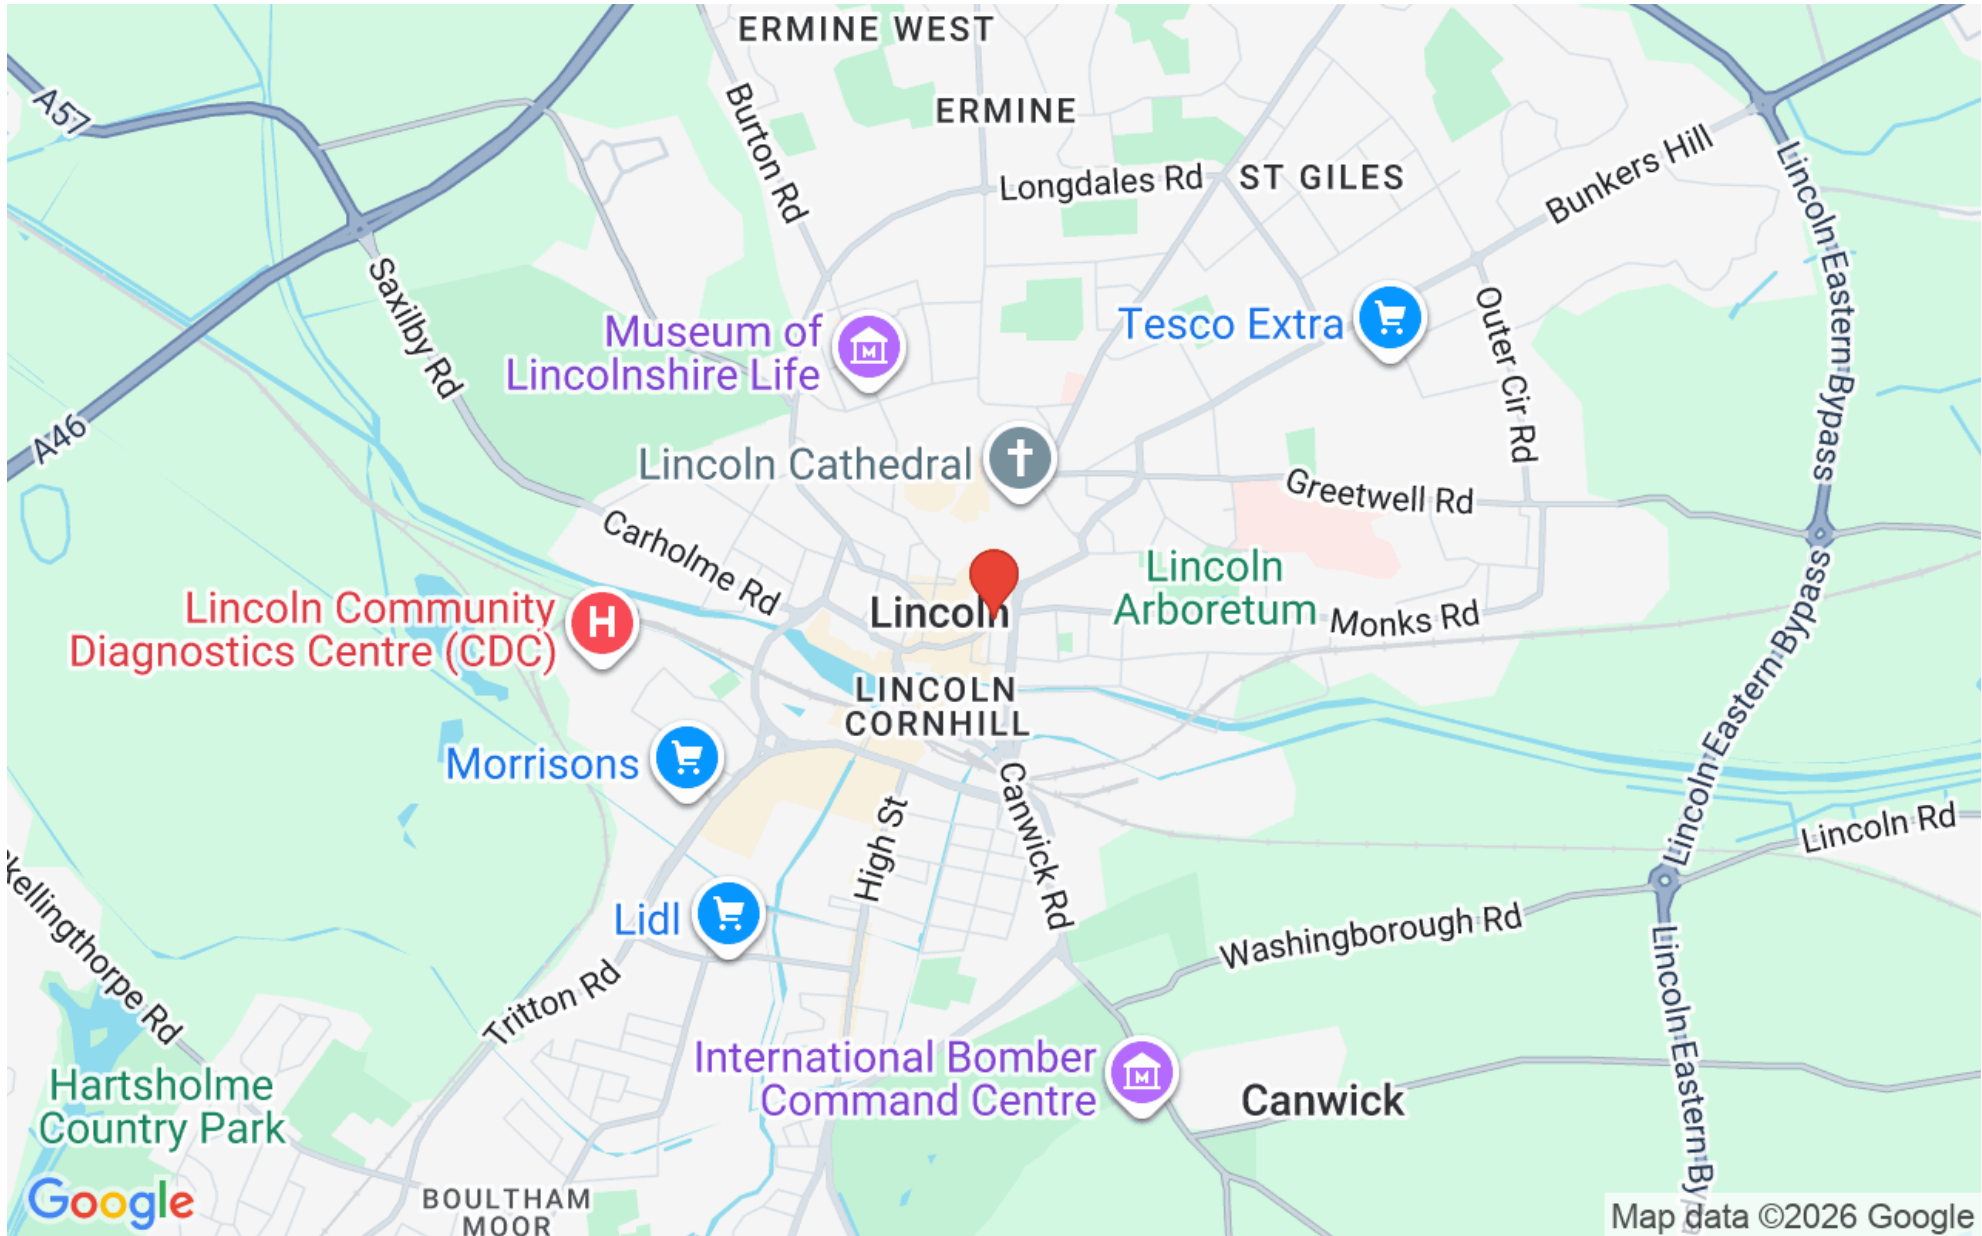 ERMINE WEST
ERMINE
A57
Burton Rd
Longdales Rd
ST GILES
Bunkers Hill
Lincoln Eastern Bypass
Saxilby Rd
Museum of
Lincolnshire Life
Tesco Extra
Outer Cir Rd
A46
Lincoln Cathedral
Greetwell Rd
Carholme Rd
Lincoln
Arboretum
Lincoln Community
Diagnostics Centre (CDC)
Lincoln
Monks Rd
Lincoln Eastern Bypass
LINCOLN
CORNHILL
Morrisons
Canwick Rd
High St
Lincoln Rd
Lidl
Washingborough Rd
kellingthorpe Rd
Tritton Rd
Lincoln Eastern Bypa
International Bomber
Command Centre
Canwick
Hartsholme
Country Park
Google
BOULTHAM
MOOR
Map data ©2026 Google